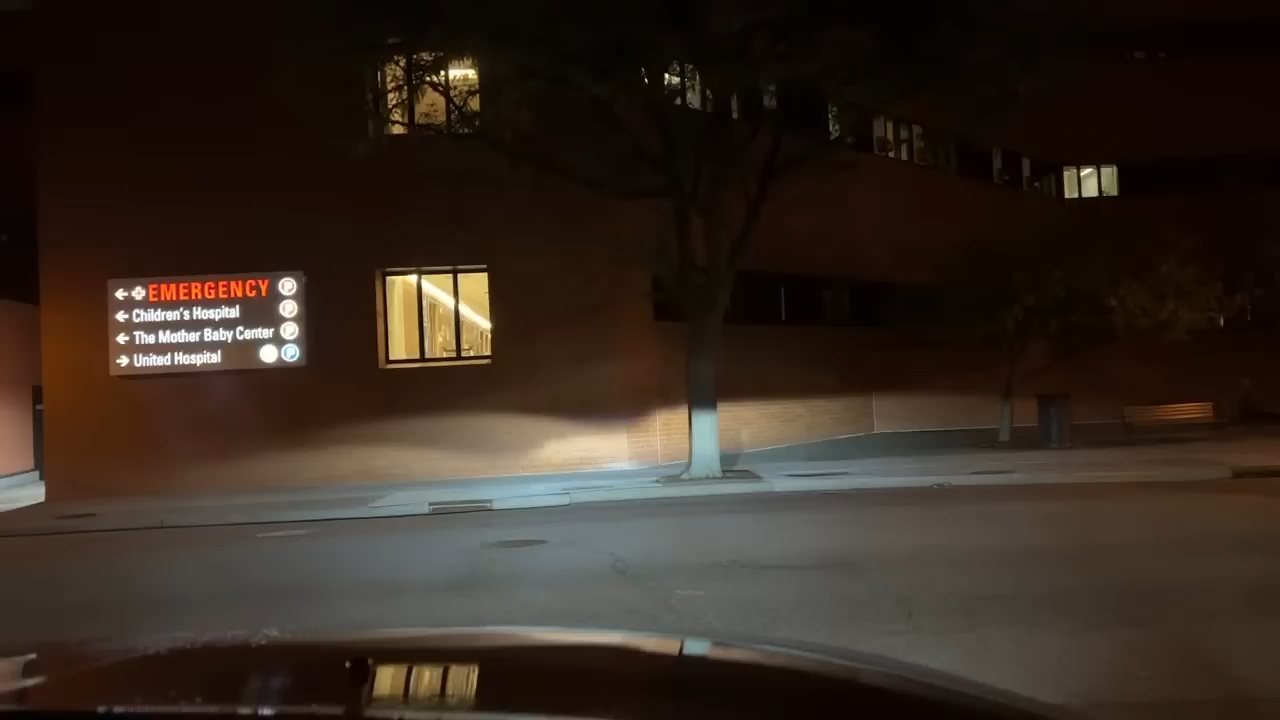 ← EMERGENCY P
← Children's Hospital P
← The Mother Baby Center P
→ United Hospital P